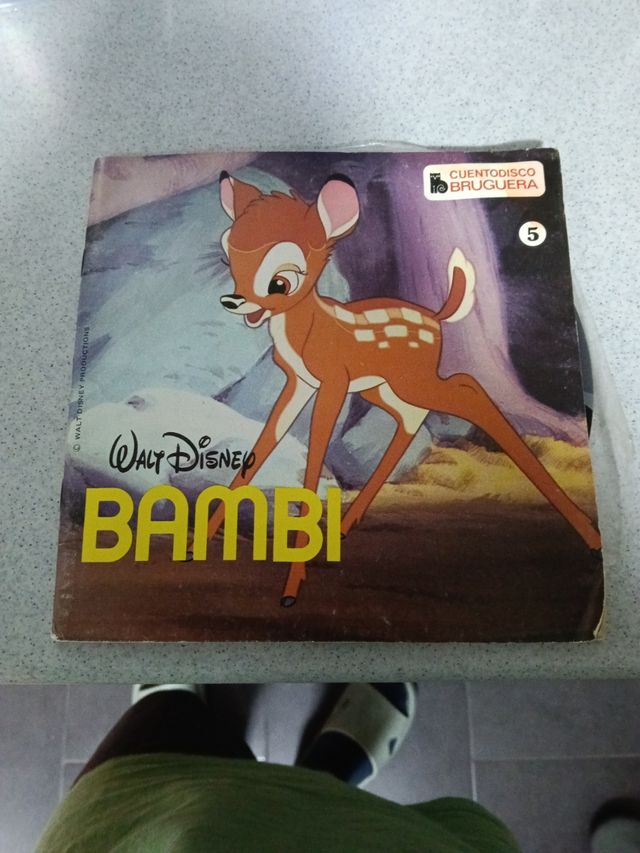 CUENTODISCO
BRUGUERA
5
© WALT DISNEY PRODUCTIONS
WALT DISNEY
BAMBI